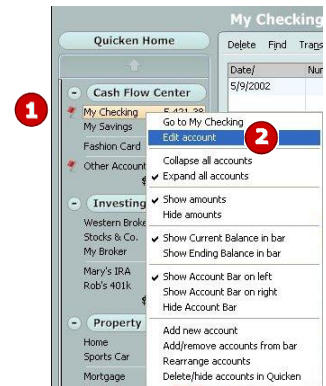 My Checking
Quicken Home
Delete Find Trans
Date/ Num
5/9/2002
Cash Flow Center
1
My Checking 5,421.38
My Savings
Fashion Card
Other Account
$
Go to My Checking
Edit account
2
Collapse all accounts
Expand all accounts
Show amounts
Hide amounts
Show Current Balance in bar
Show Ending Balance in bar
Show Account Bar on left
Show Account Bar on right
Hide Account Bar
Add new account
Add/remove accounts from bar
Rearrange accounts
Delete/hide accounts in Quicken
Investing
Western Broke
Stocks & Co.
My Broker
Mary's IRA
Rob's 401k
$
Property
Home
Sports Car
Mortgage